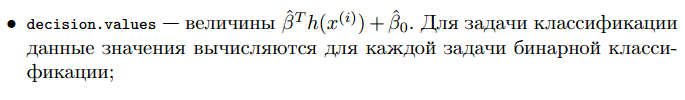 • decision.values — величины β̂ᵀh(x⁽ⁱ⁾) + β̂₀. Для задачи классификации
данные значения вычисляются для каждой задачи бинарной класси-
фикации;